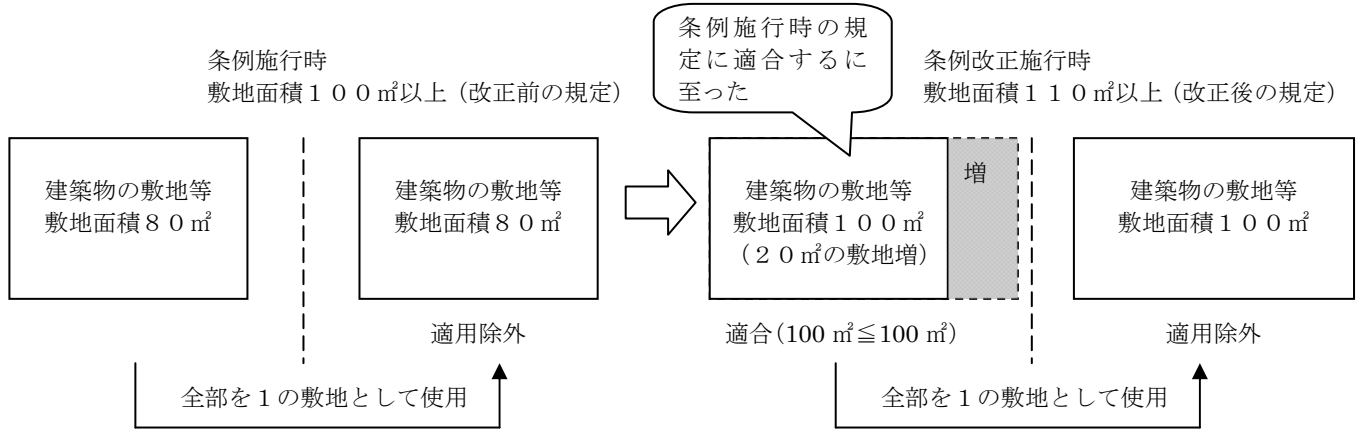 条例施行時の規
定に適合するに
至った
条例施行時
敷地面積１００㎡以上（改正前の規定）
条例改正施行時
敷地面積１１０㎡以上（改正後の規定）
建築物の敷地等
敷地面積８０㎡
建築物の敷地等
敷地面積８０㎡
建築物の敷地等
敷地面積１００㎡
（２０㎡の敷地増）
増
建築物の敷地等
敷地面積１００㎡
適用除外
適合（100 ㎡≦100 ㎡）
適用除外
全部を１の敷地として使用
全部を１の敷地として使用